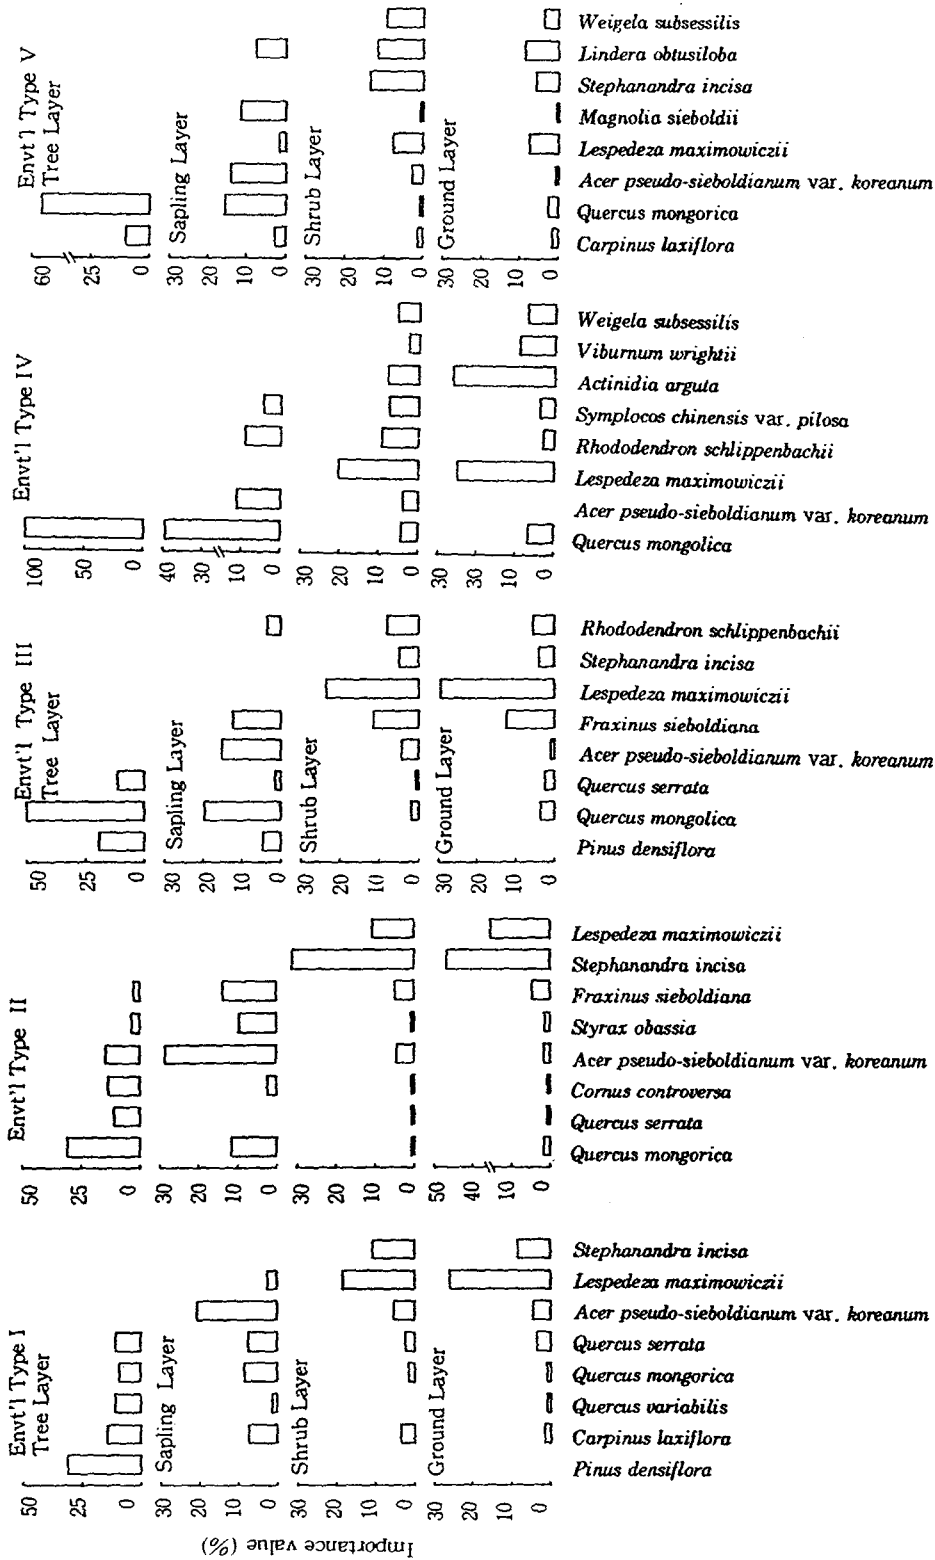 Envt'l Type V
Tree Layer
60
25
0
Sapling Layer
30
20
10
0
Shrub Layer
30
20
10
0
Ground Layer
30
20
10
0
Weigela subsessilis
Lindera obtusiloba
Stephanandra incisa
Magnolia sieboldii
Lespedeza maximowiczii
Acer pseudo-sieboldianum var. koreanum
Quercus mongorica
Carpinus laxiflora
Envt'l Type IV
100
50
0
40
30
10
0
30
20
10
0
30
20
10
0
Weigela subsessilis
Viburnum wrightii
Actinidia arguta
Symplocos chinensis var. pilosa
Rhododendron schlippenbachii
Lespedeza maximowiczii
Acer pseudo-sieboldianum var. koreanum
Quercus mongolica
Envt'l Type III
Tree Layer
50
25
0
Sapling Layer
30
20
10
0
Shrub Layer
30
20
10
0
Ground Layer
30
20
10
0
Rhododendron schlippenbachii
Stephanandra incisa
Lespedeza maximowiczii
Fraxinus sieboldiana
Acer pseudo-sieboldianum var. koreanum
Quercus serrata
Quercus mongolica
Pinus densiflora
Envt'l Type II
50
25
0
30
20
10
0
30
20
10
0
50
40
10
0
Lespedeza maximowiczii
Stephanandra incisa
Fraxinus sieboldiana
Styrax obassia
Acer pseudo-sieboldianum var. koreanum
Cornus controversa
Quercus serrata
Quercus mongorica
Envt'l Type I
Tree Layer
50
25
0
Sapling Layer
30
20
10
0
Shrub Layer
30
20
10
0
Ground Layer
30
20
10
0
Stephanandra incisa
Lespedeza maximowiczii
Acer pseudo-sieboldianum var. koreanum
Quercus serrata
Quercus mongorica
Quercus variabilis
Carpinus laxiflora
Pinus densiflora
Importance value (%)